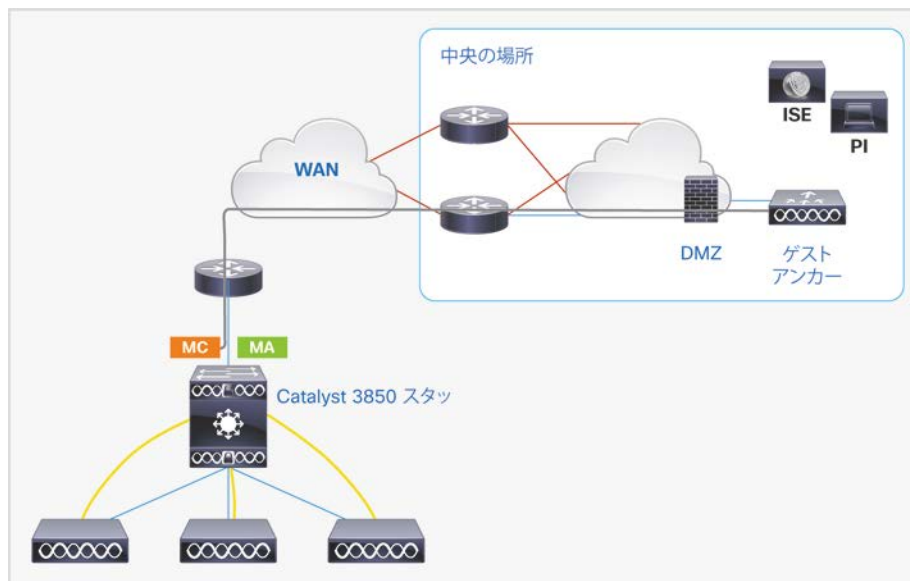 中央の場所
ISE
PI
WAN
DMZ
ゲスト
アンカー
MC
MA
Catalyst 3850 スタッ